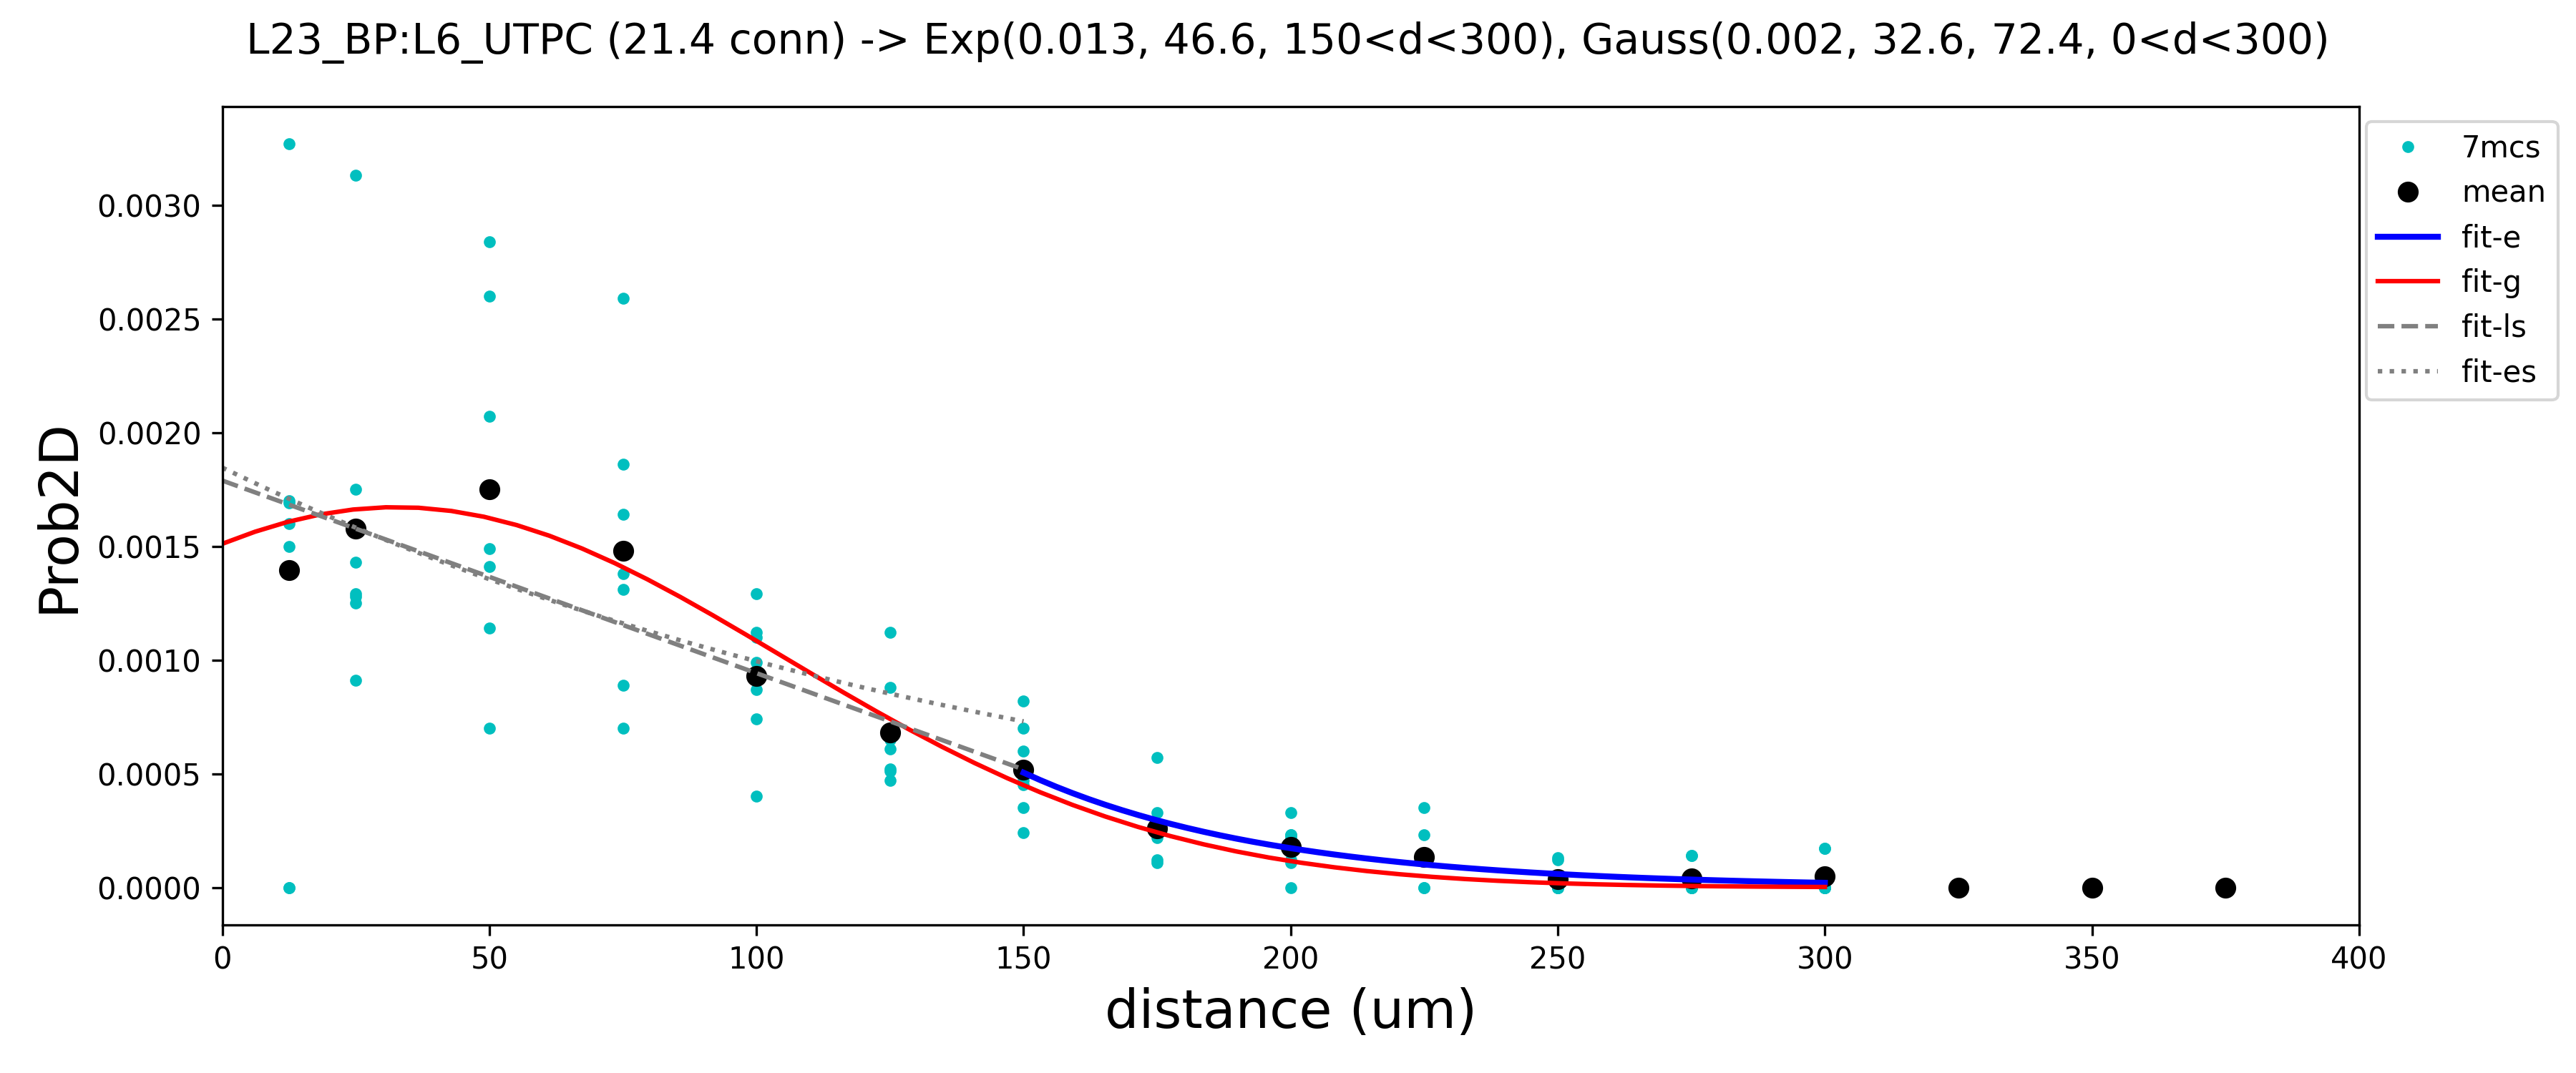 L23_BP:L6_UTPC (21.4 conn) -> Exp(0.013, 46.6, 150<d<300), Gauss(0.002, 32.6, 72.4, 0<d<300)
7mcs
mean
fit-e
fit-g
fit-ls
fit-es
Prob2D
0.0030
0.0025
0.0020
0.0015
0.0010
0.0005
0.0000
0 50 100 150 200 250 300 350 400
distance (um)